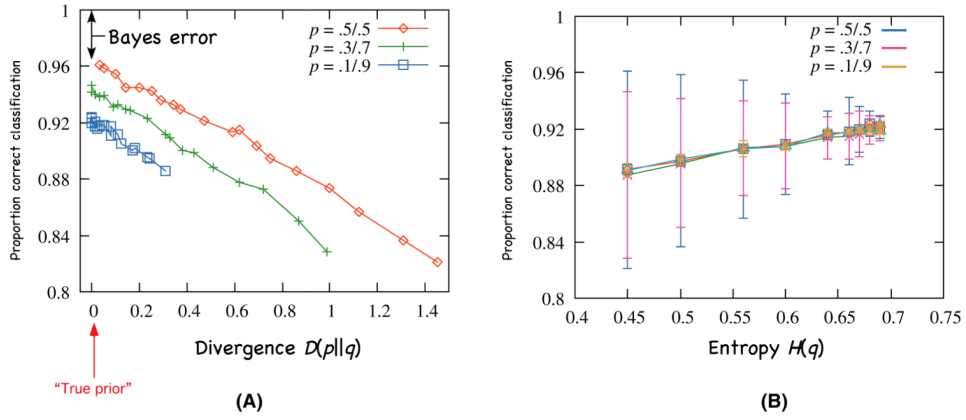 1
0.96
0.92
0.88
0.84
0.8
Proportion correct classification
Bayes error
p = .5/.5
p = .3/.7
p = .1/.9
0 0.2 0.4 0.6 0.8 1.0 1.2 1.4
Divergence D(p||q)
"True prior"
(A)
1
0.96
0.92
0.88
0.84
0.8
Proportion correct classification
p = .5/.5
p = .3/.7
p = .1/.9
0.4 0.45 0.5 0.55 0.6 0.65 0.7 0.75
Entropy H(q)
(B)